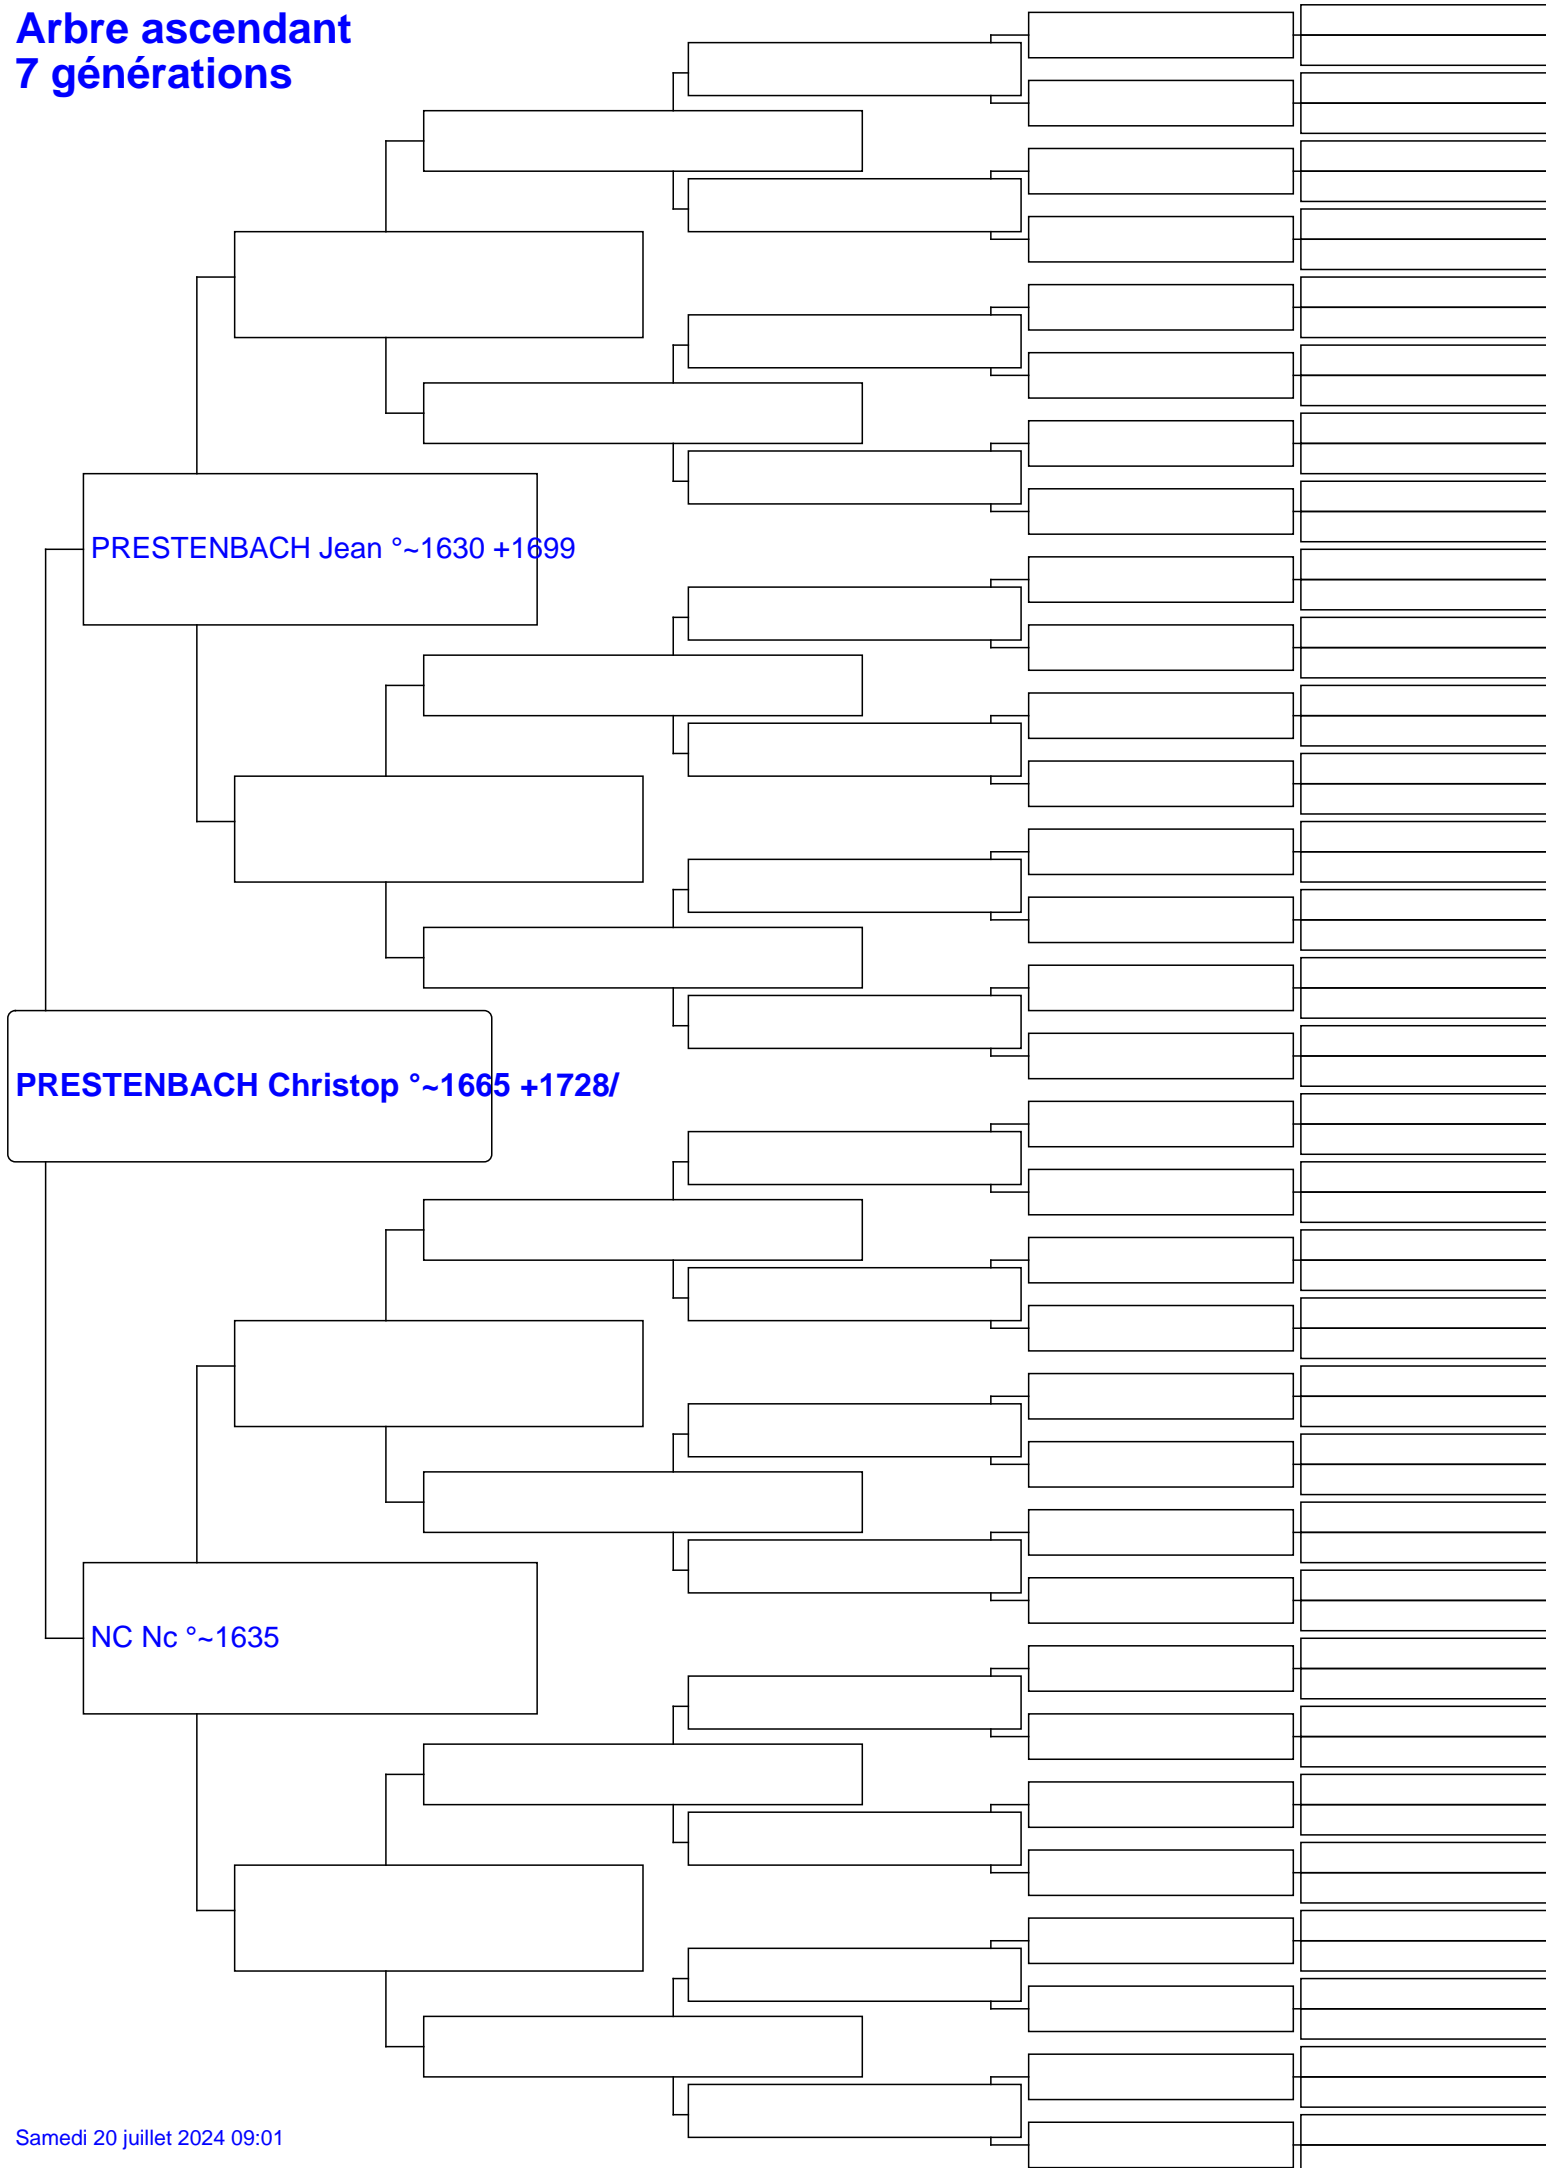 Arbre ascendant
7 générations
PRESTENBACH Jean °~1630 +1699
PRESTENBACH Christop °~1665 +1728/
NC Nc °~1635
Samedi 20 juillet 2024 09:01